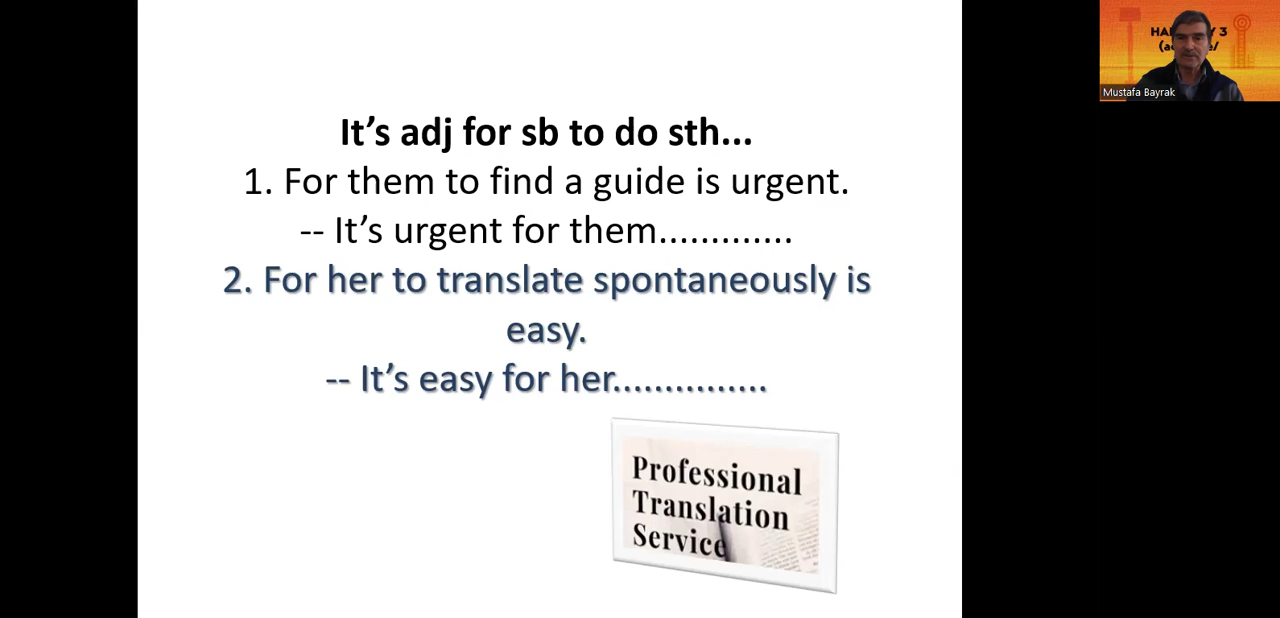 It’s adj for sb to do sth...
1. For them to find a guide is urgent.
-- It’s urgent for them.............
2. For her to translate spontaneously is
easy.
-- It’s easy for her...............
Professional
Translation
Service
Mustafa Bayrak